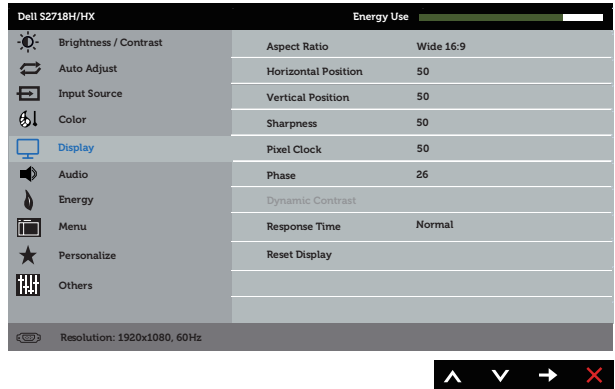 Dell S2718H/HX Energy Use
Brightness / Contrast
Auto Adjust
Input Source
Color
Display
Audio
Energy
Menu
Personalize
Others
Aspect Ratio Wide 16:9
Horizontal Position 50
Vertical Position 50
Sharpness 50
Pixel Clock 50
Phase 26
Dynamic Contrast
Response Time Normal
Reset Display
Resolution: 1920x1080, 60Hz